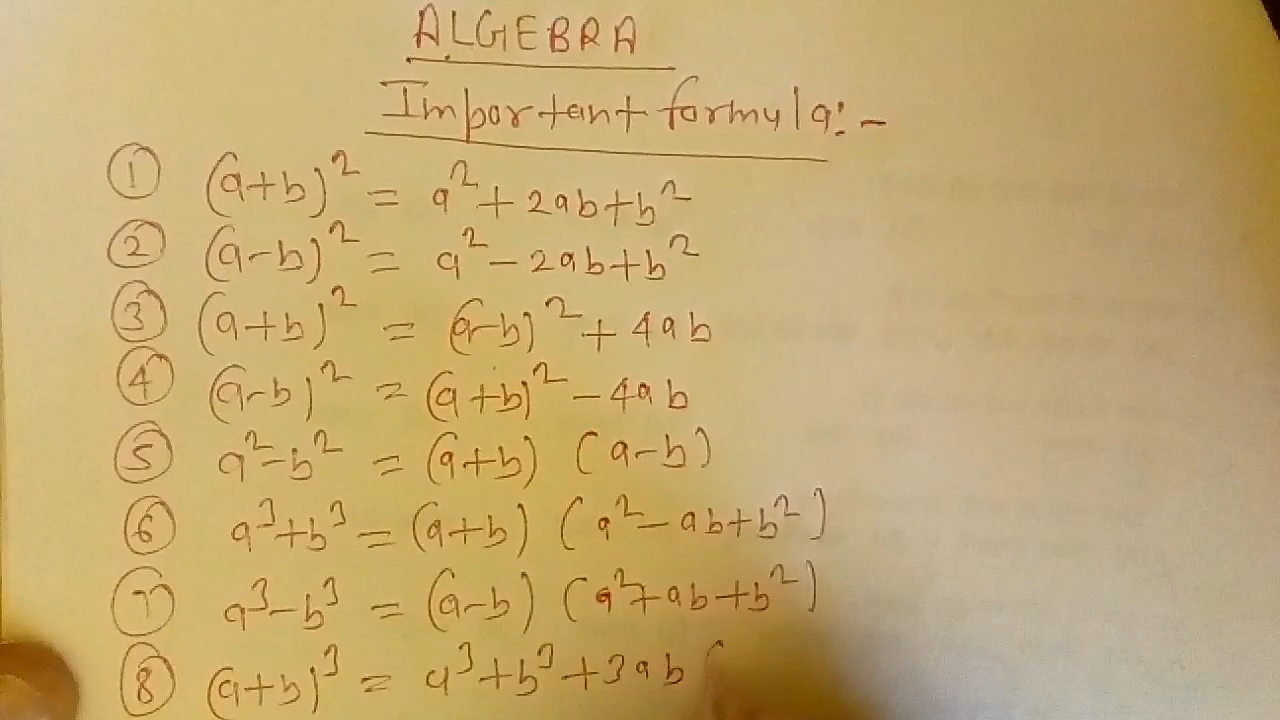 ALGEBRA
Important formula:-
① (a+b)² = a² + 2ab+b²
② (a-b)² = a² - 2ab+b²
③ (a+b)² = (a-b)² + 4ab
④ (a-b)² = (a+b)² - 4ab
⑤ a²-b² = (a+b) (a-b)
⑥ a³+b³ = (a+b) (a²-ab+b²)
⑦ a³-b³ = (a-b) (a²+ab+b²)
⑧ (a+b)³ = a³+b³+3ab(